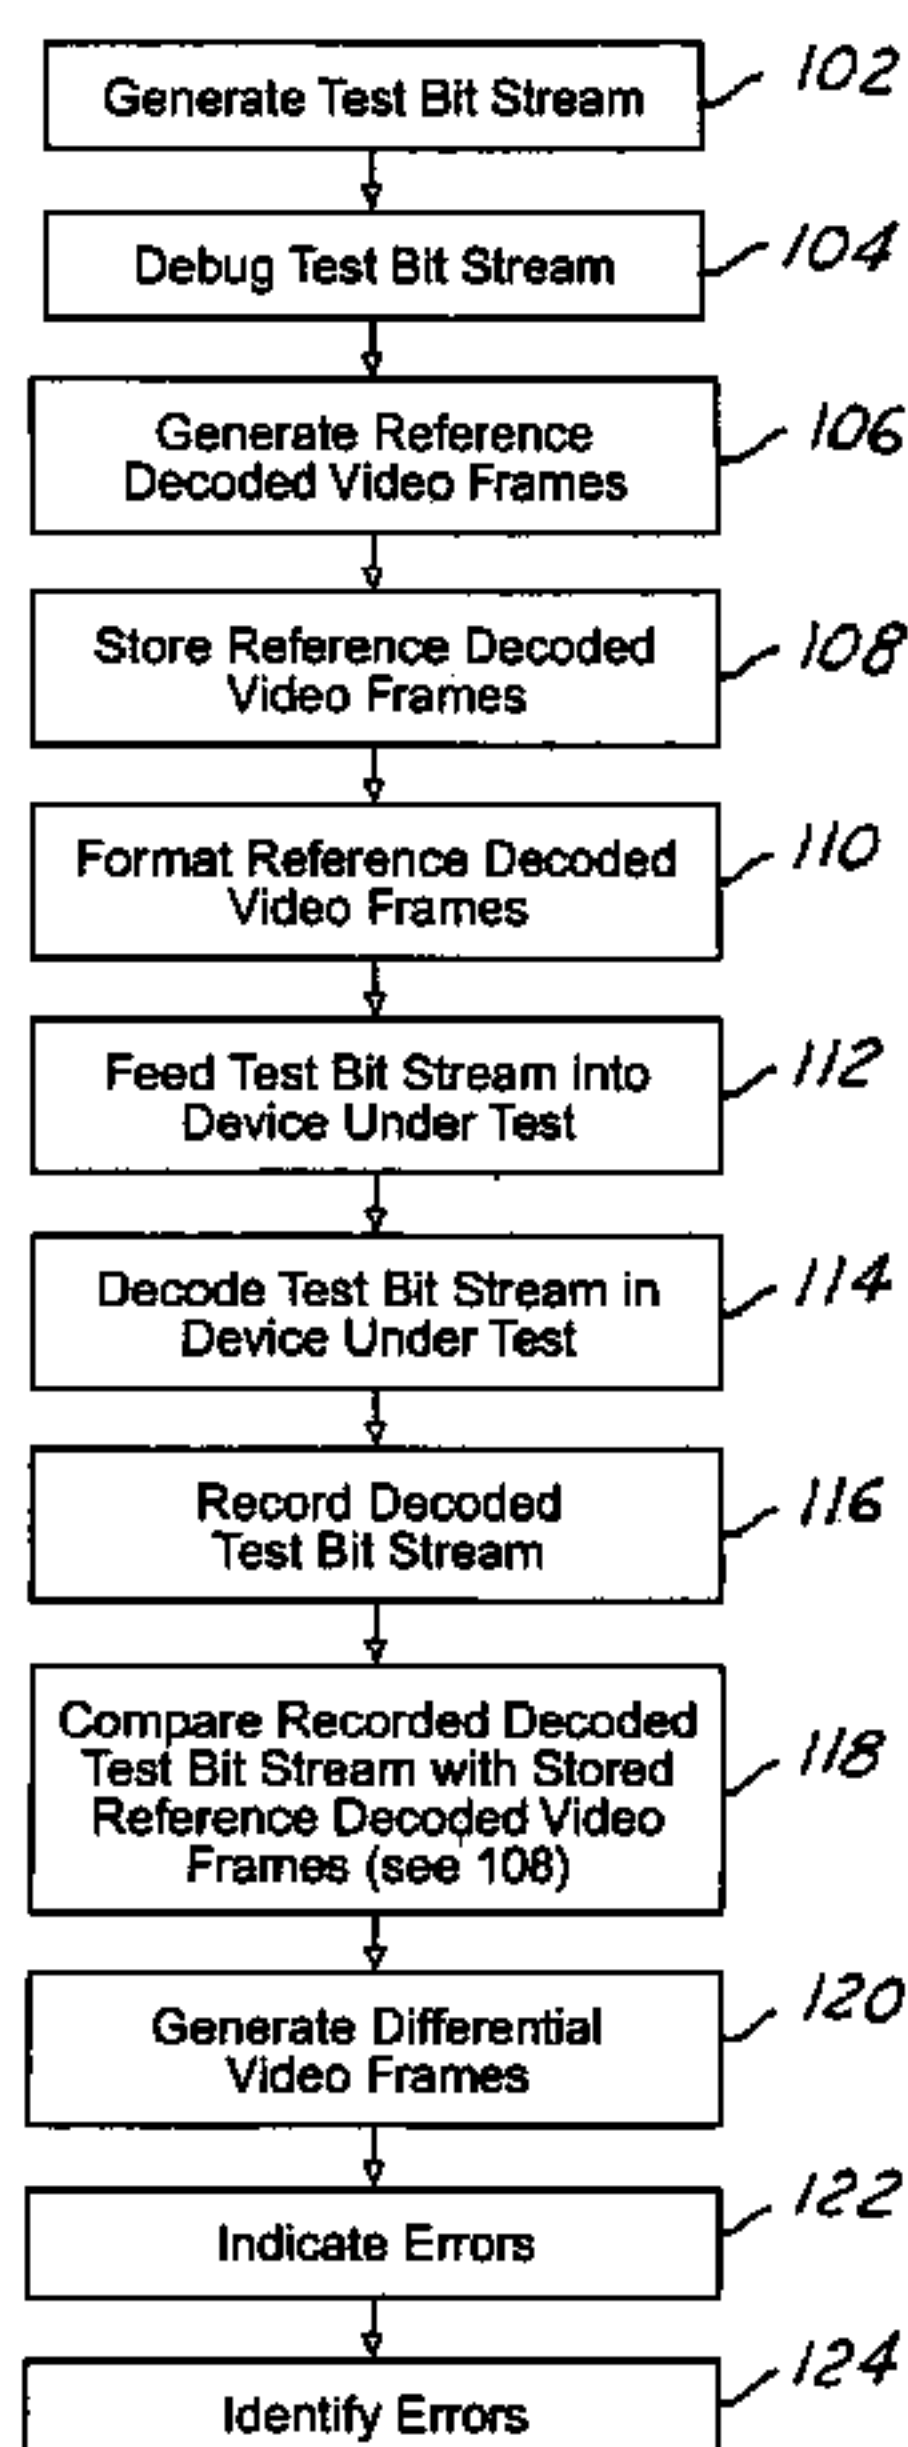 Generate Test Bit Stream
102
Debug Test Bit Stream
104
Generate Reference
Decoded Video Frames
106
Store Reference Decoded
Video Frames
108
Format Reference Decoded
Video Frames
110
Feed Test Bit Stream into
Device Under Test
112
Decode Test Bit Stream in
Device Under Test
114
Record Decoded
Test Bit Stream
116
Compare Recorded Decoded
Test Bit Stream with Stored
Reference Decoded Video
Frames (see 108)
118
Generate Differential
Video Frames
120
Indicate Errors
122
Identify Errors
124